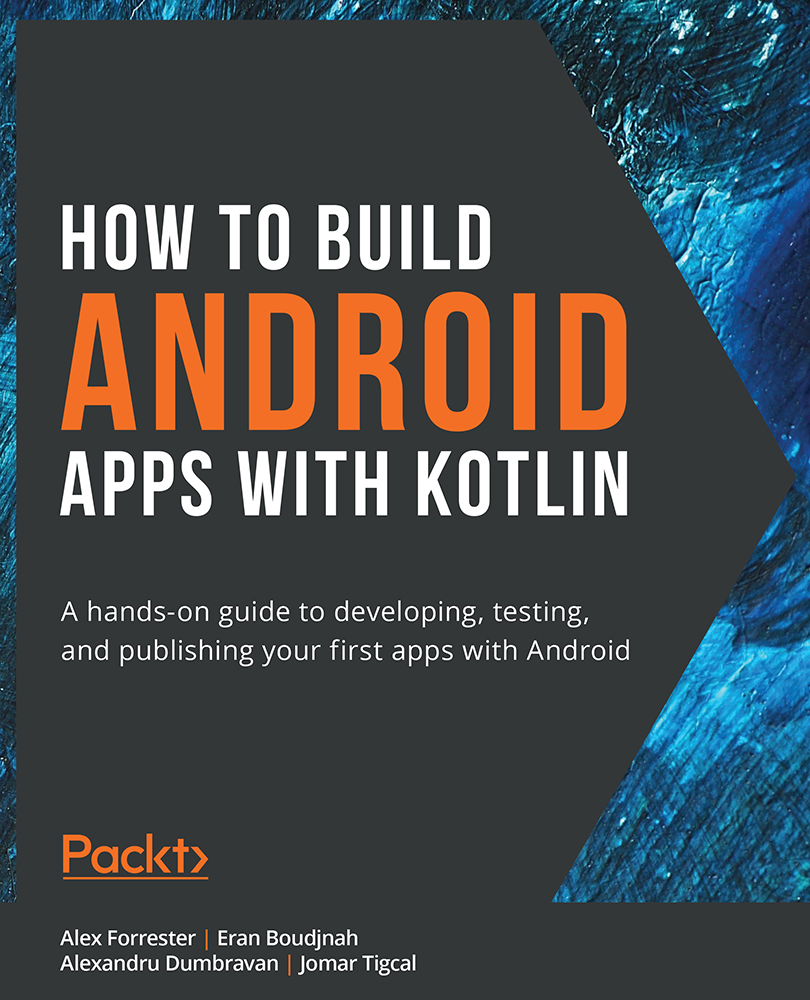 HOW TO BUILD
ANDROID
APPS WITH KOTLIN
A hands-on guide to developing, testing,
and publishing your first apps with Android
Packt
Alex Forrester | Eran Boudjnah
Alexandru Dumbravan | Jomar Tigcal